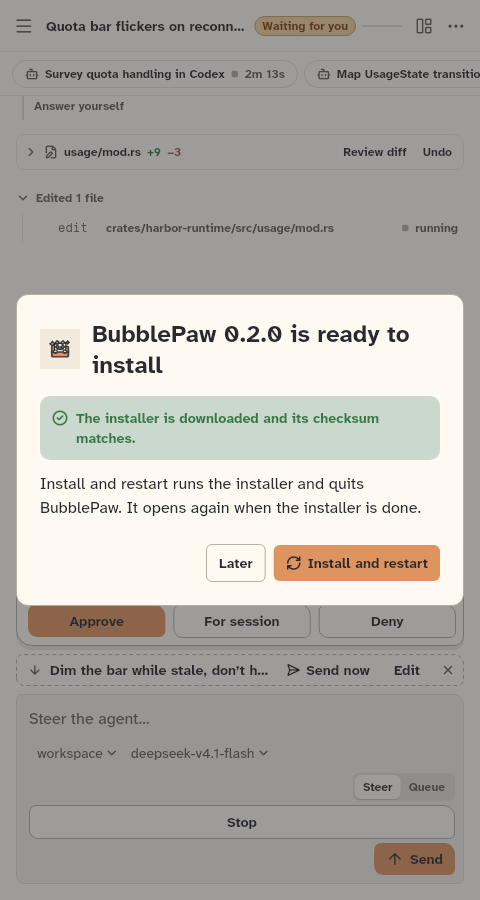 Quota bar flickers on reconn... Waiting for you
Survey quota handling in Codex 2m 13s Map UsageState transitio
Answer yourself
usage/mod.rs +9 −3 Review diff Undo
Edited 1 file
edit crates/harbor-runtime/src/usage/mod.rs running
BubblePaw 0.2.0 is ready to
install
The installer is downloaded and its checksum
matches.
Install and restart runs the installer and quits
BubblePaw. It opens again when the installer is done.
Later Install and restart
Approve For session Deny
Dim the bar while stale, don't h... Send now Edit
Steer the agent...
workspace deepseek-v4.1-flash
Steer Queue
Stop
Send